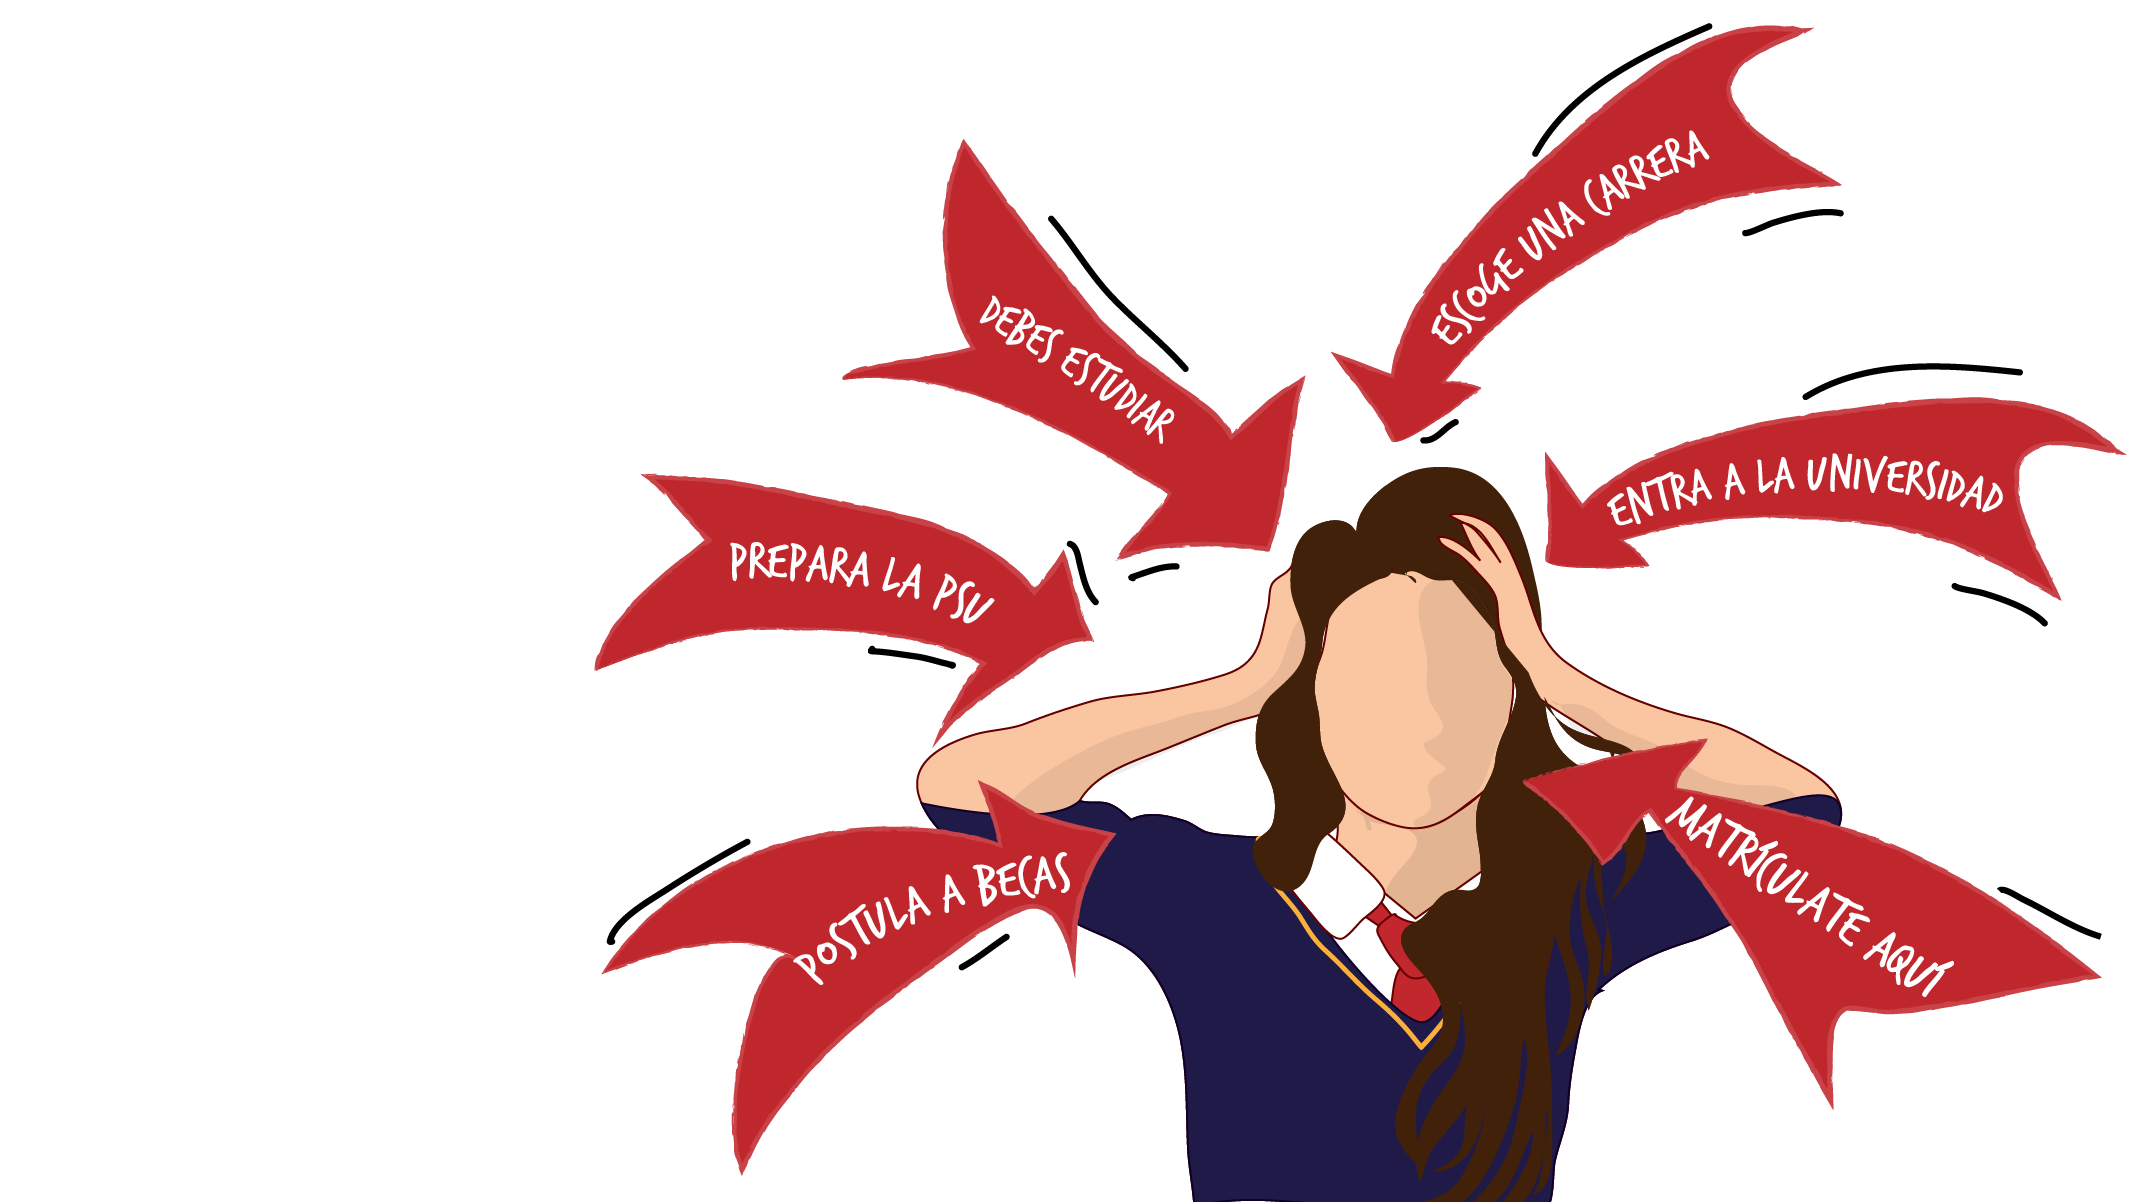 ESCOGE UNA CARRERA
DEBES ESTUDIAR
ENTRA A LA UNIVERSIDAD
PREPARA LA PSU
MATRÍCULATE AQUÍ
POSTULA A BECAS